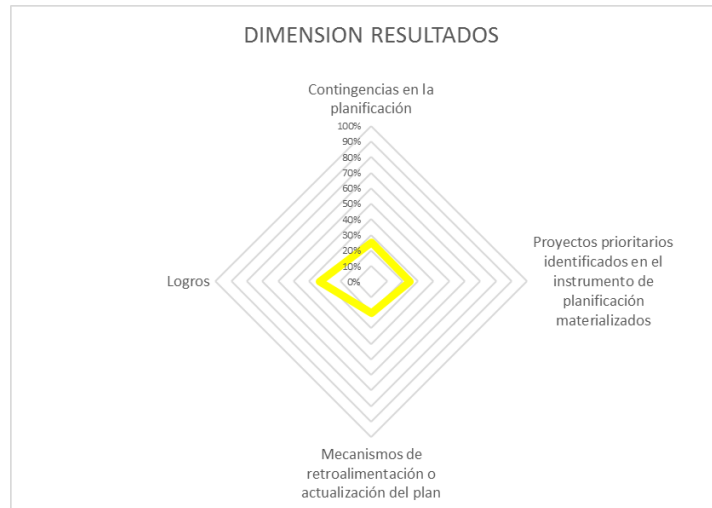 DIMENSION RESULTADOS
Contingencias en la
planificación
100%
90%
80%
70%
60%
50%
40%
30%
20%
10%
0%
Proyectos prioritarios
identificados en el
instrumento de
planificación
materializados
Logros
Mecanismos de
retroalimentación o
actualización del plan